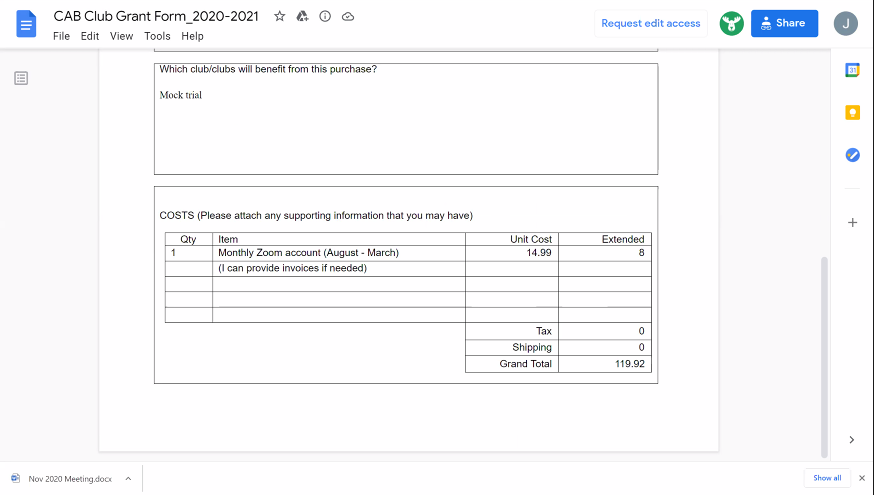 CAB Club Grant Form_2020-2021
File Edit View Tools Help
Request edit access
Share
J
31
Which club/clubs will benefit from this purchase?
Mock trial
COSTS (Please attach any supporting information that you may have)
Qty Item Unit Cost Extended
1 Monthly Zoom account (August - March) 14.99 8
(I can provide invoices if needed)
Tax 0
Shipping 0
Grand Total 119.92
Nov 2020 Meeting.docx
Show all